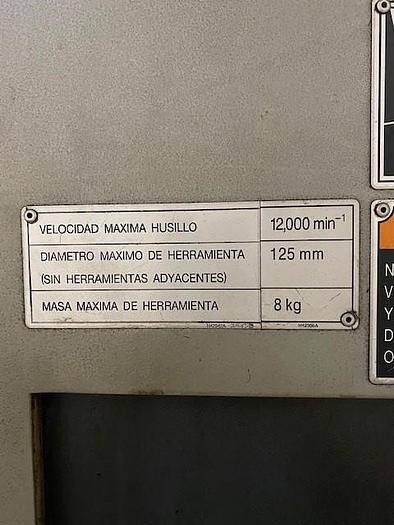 VELOCIDAD MAXIMA HUSILLO 12,000 min⁻¹
DIAMETRO MAXIMO DE HERRAMIENTA 125 mm
(SIN HERRAMIENTAS ADYACENTES)
MASA MAXIMA DE HERRAMIENTA 8 kg
N
V
Y
D
O